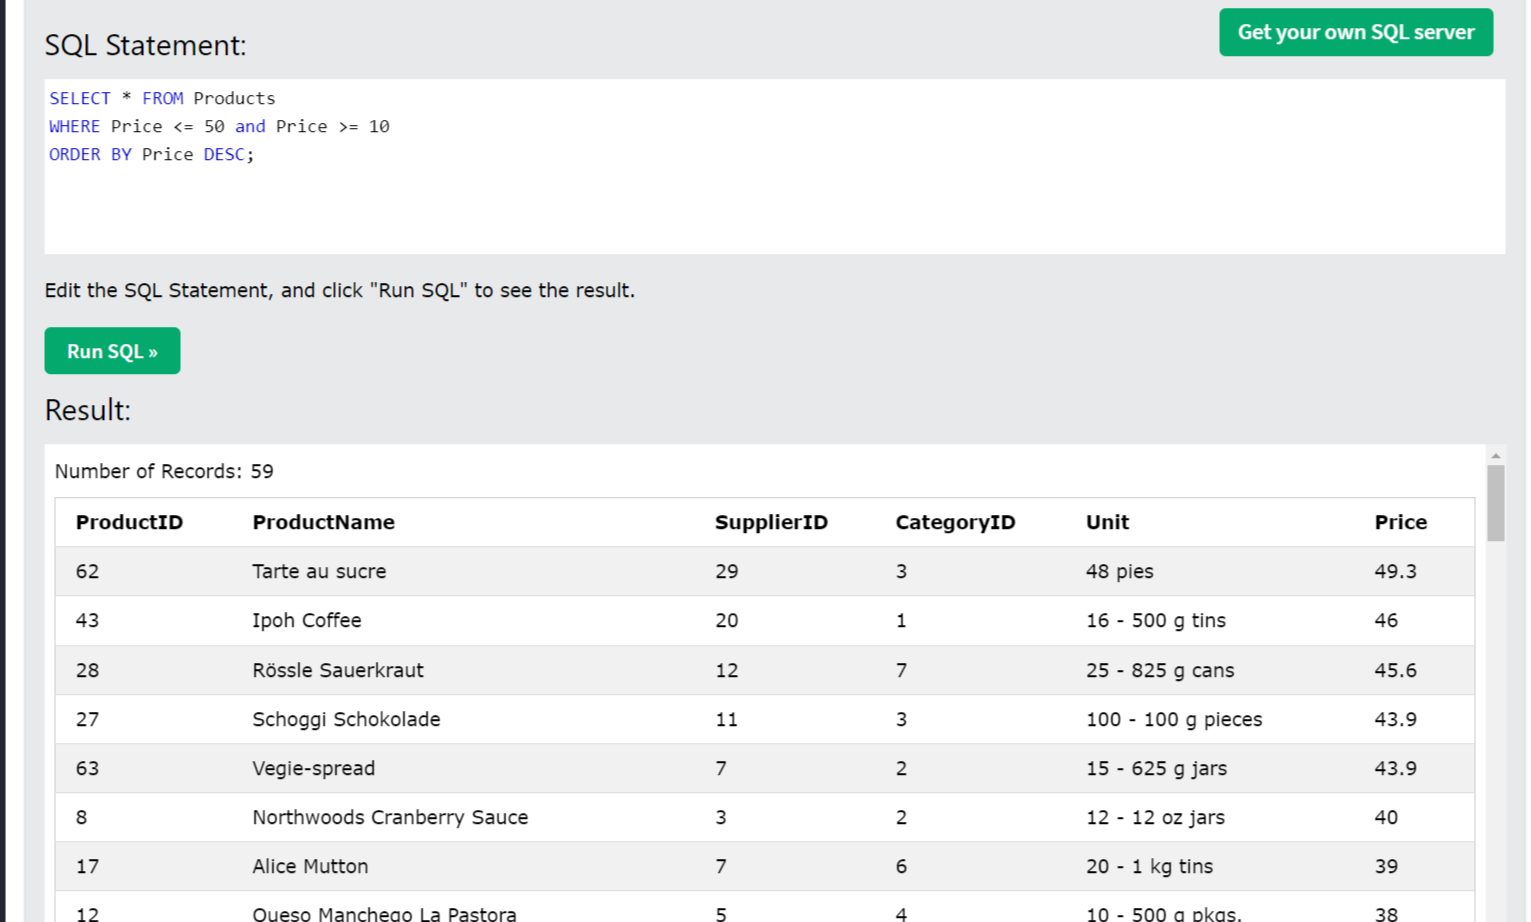 SQL Statement:
Get your own SQL server
SELECT * FROM Products
WHERE Price <= 50 and Price >= 10
ORDER BY Price DESC;
Edit the SQL Statement, and click "Run SQL" to see the result.
Run SQL »
Result:
Number of Records: 59
ProductID ProductName SupplierID CategoryID Unit Price
62 Tarte au sucre 29 3 48 pies 49.3
43 Ipoh Coffee 20 1 16 - 500 g tins 46
28 Rössle Sauerkraut 12 7 25 - 825 g cans 45.6
27 Schoggi Schokolade 11 3 100 - 100 g pieces 43.9
63 Vegie-spread 7 2 15 - 625 g jars 43.9
8 Northwoods Cranberry Sauce 3 2 12 - 12 oz jars 40
17 Alice Mutton 7 6 20 - 1 kg tins 39
12 Queso Manchego La Pastora 5 4 10 - 500 g pkgs. 38